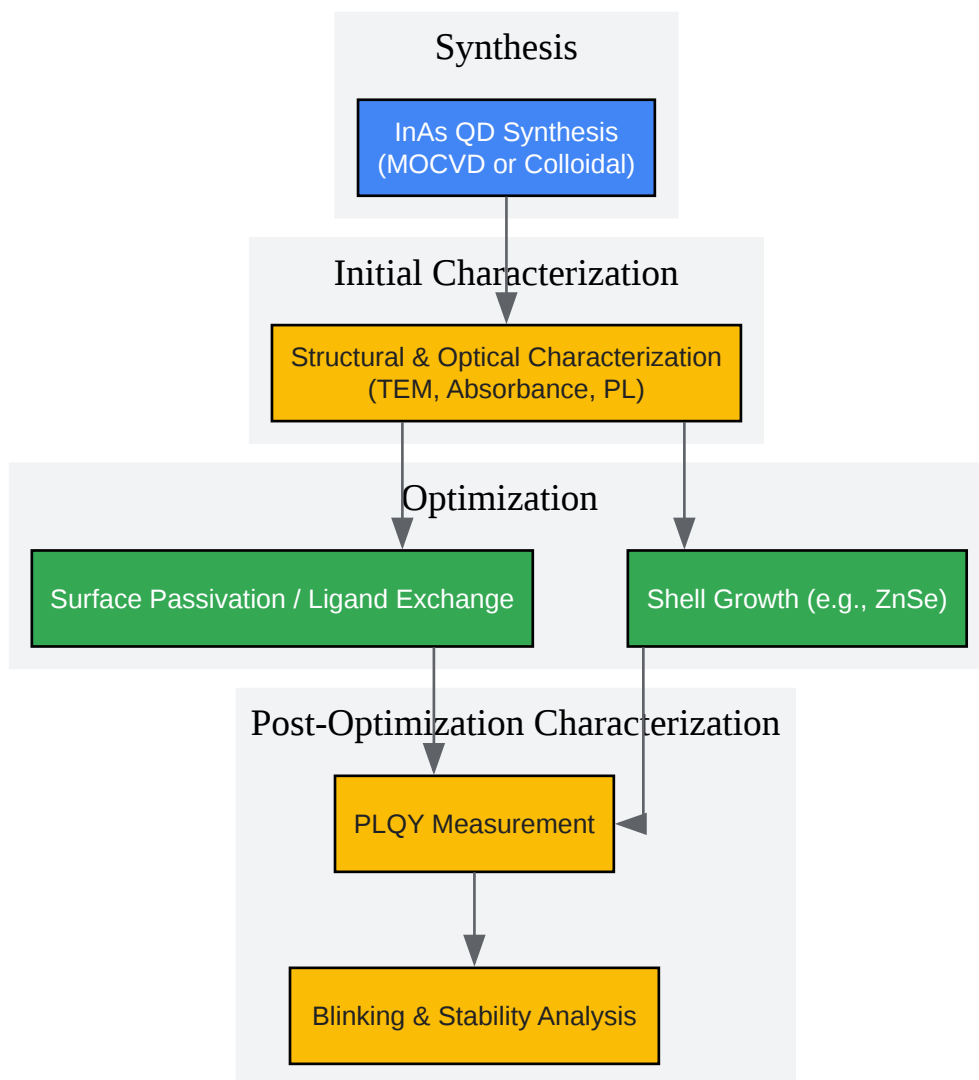 Synthesis
InAs QD Synthesis
(MOCVD or Colloidal)
Initial Characterization
Structural & Optical Characterization
(TEM, Absorbance, PL)
Optimization
Surface Passivation / Ligand Exchange
Shell Growth (e.g., ZnSe)
Post-Optimization Characterization
PLQY Measurement
Blinking & Stability Analysis